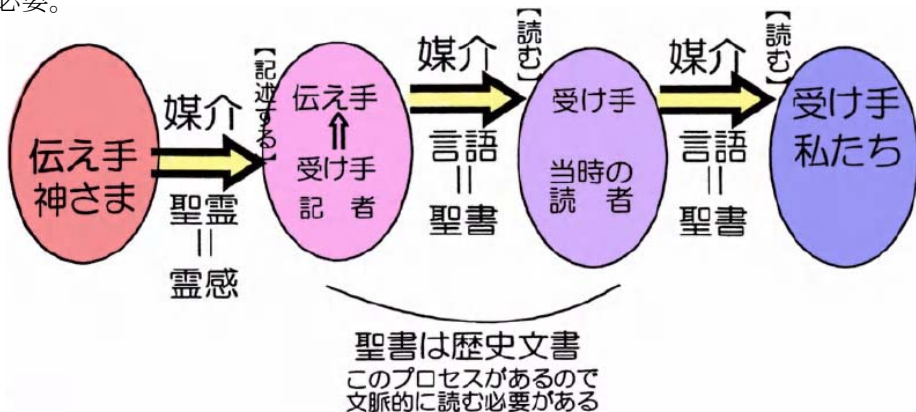 必要。
伝え手
神さま
媒介
聖霊
＝
霊感
【記述する】
伝え手
⇑
受け手
記　者
媒介
【読む】
言語
＝
聖書
受け手
当時の
読　者
媒介
【読む】
言語
＝
聖書
受け手
私たち
聖書は歴史文書
このプロセスがあるので
文脈的に読む必要がある